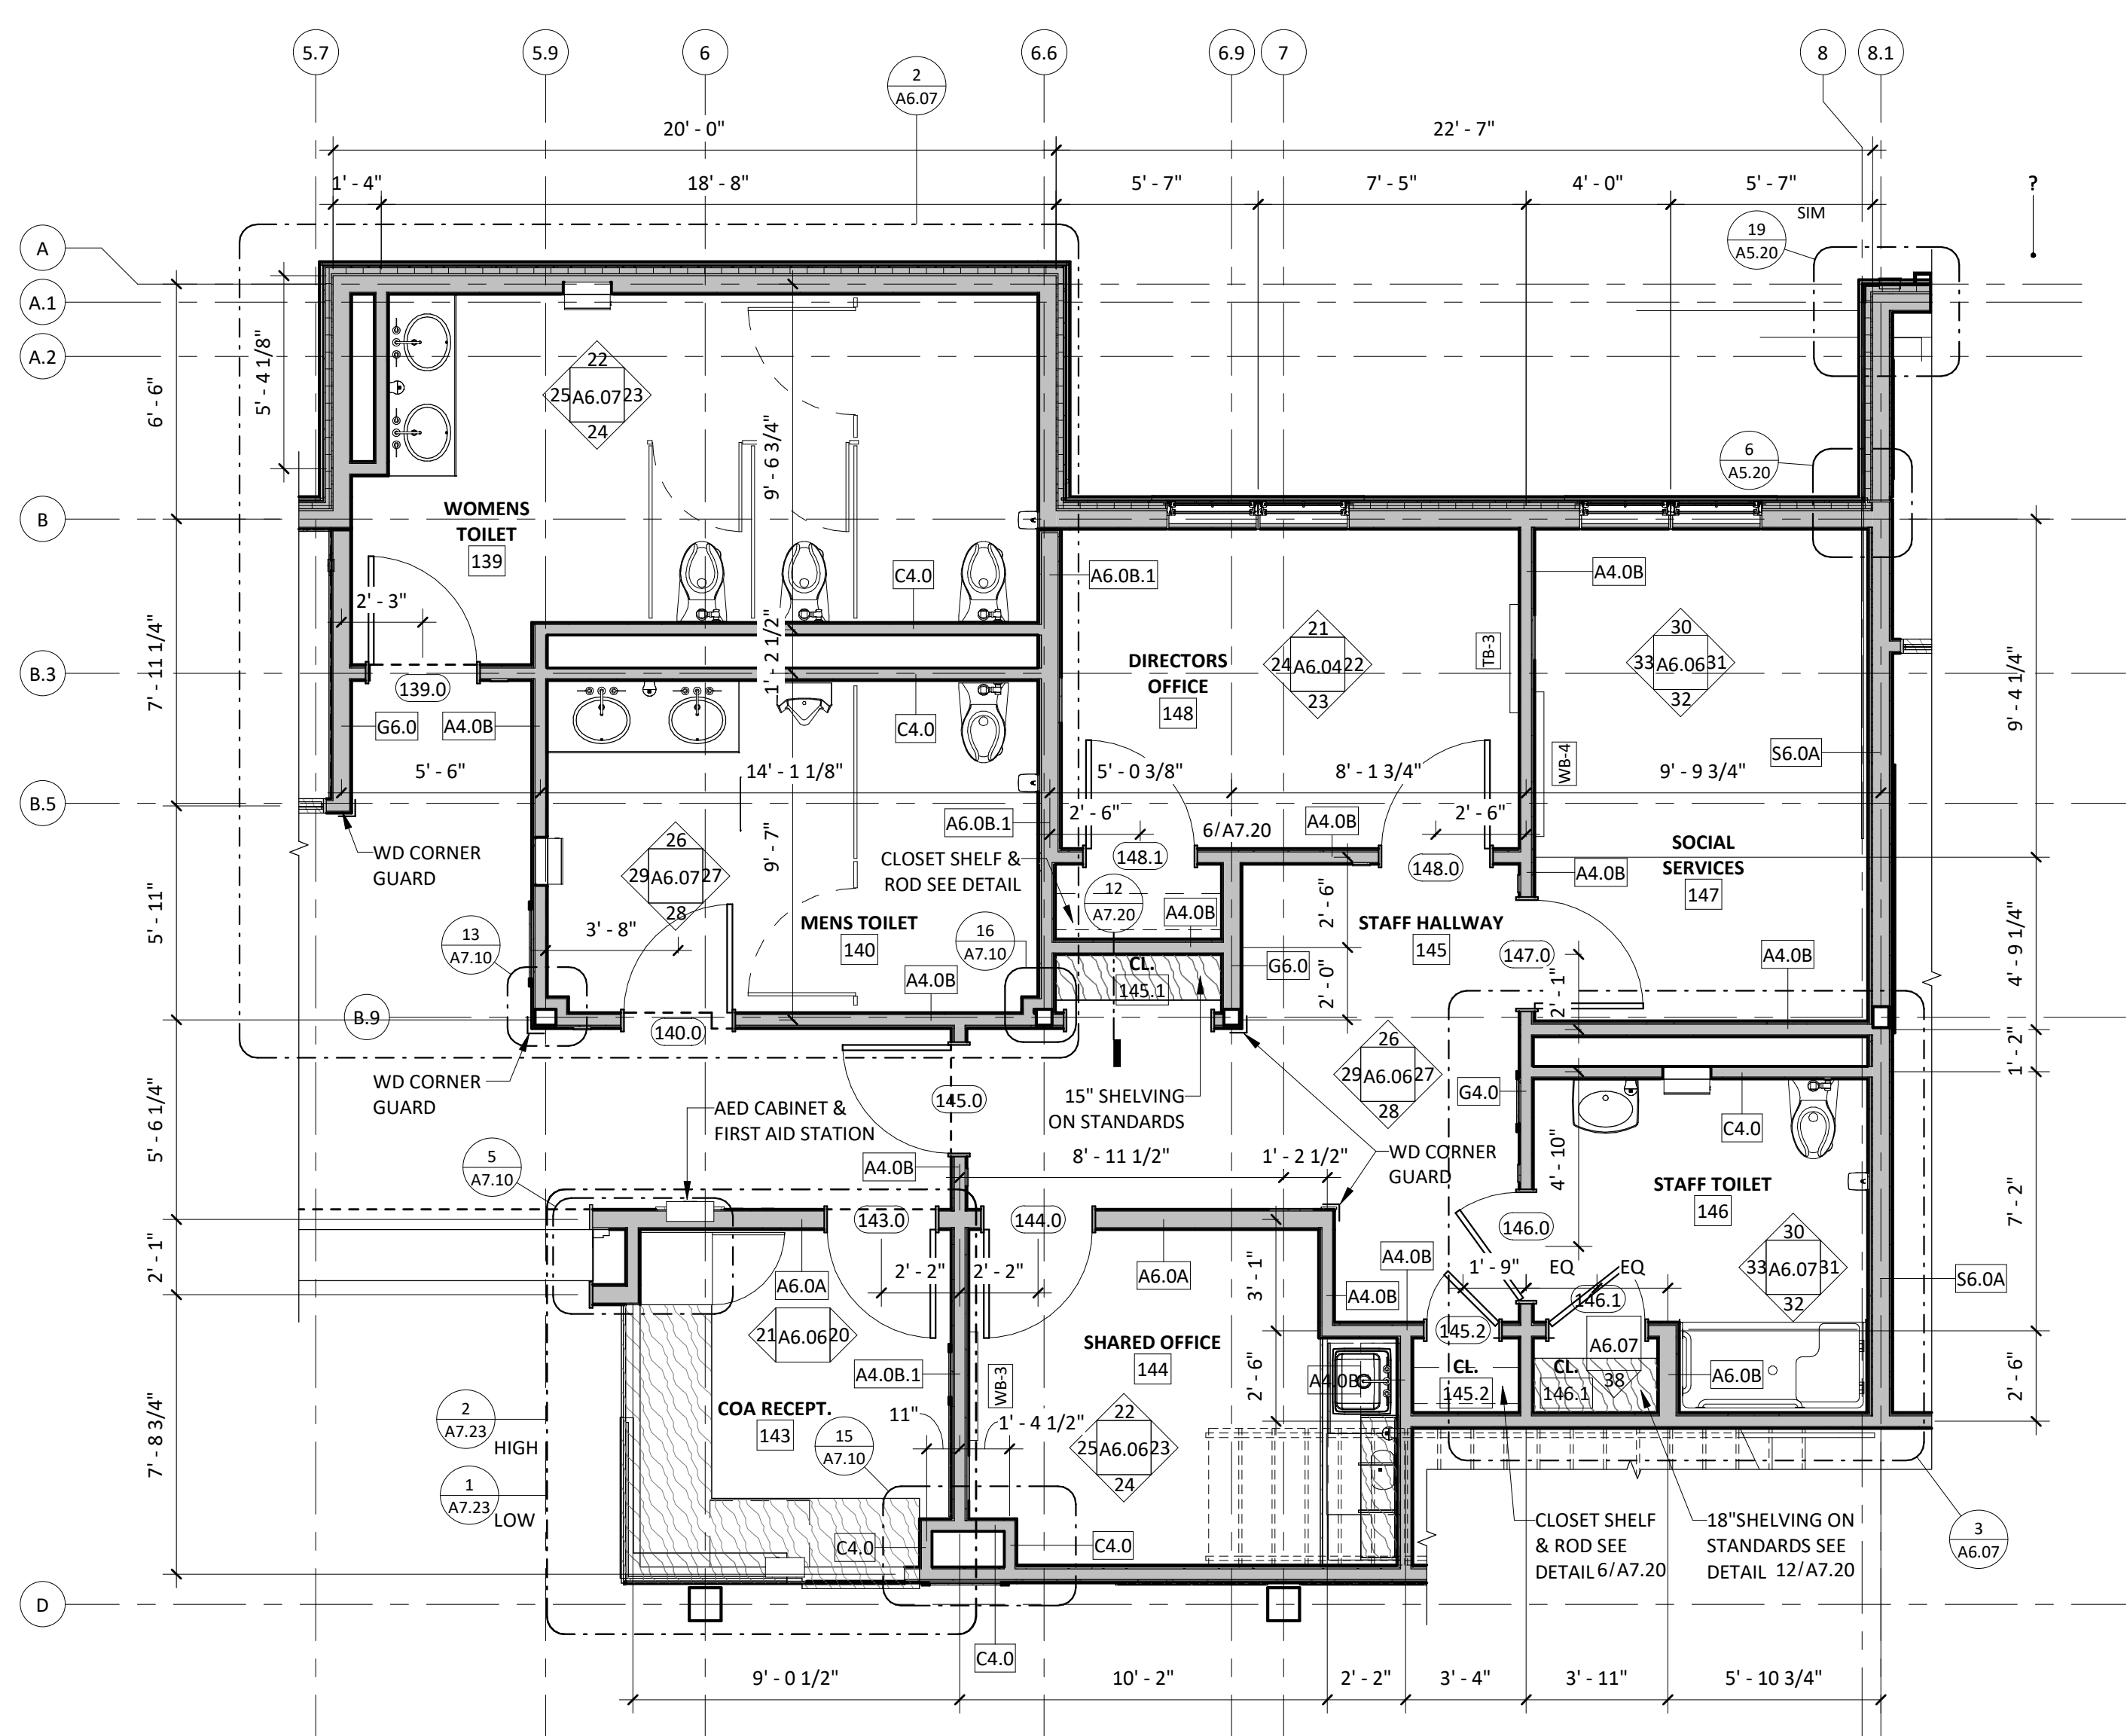 5.7
5.9
6
6.6
6.9
7
8
8.1
2
A6.07
20' - 0"
22' - 7"
1' - 4"
18' - 8"
5' - 7"
7' - 5"
4' - 0"
5' - 7"
?
SIM
19
A5.20
A
A.1
A.2
6' - 6"
5' - 4 1/8"
22
25 A6.07 23
24
9' - 6 3/4"
6
A5.20
B
WOMENS
TOILET
139
C4.0
A6.0B.1
A4.0B
2' - 3"
7' - 11 1/4"
1' - 2 1/2"
21
24 A6.04 22
23
TB-3
30
33 A6.06 31
32
9' - 4 1/4"
DIRECTORS
OFFICE
148
B.3
139.0
G6.0
A4.0B
C4.0
WB-4
S6.0A
5' - 6"
14' - 1 1/8"
5' - 0 3/8"
8' - 1 3/4"
9' - 9 3/4"
B.5
2' - 6"
2' - 6"
A6.0B.1
6/A7.20
A4.0B
WD CORNER
GUARD
9' - 7"
CLOSET SHELF &
ROD SEE DETAIL
148.1
148.0
SOCIAL
SERVICES
147
A4.0B
26
29 A6.07 27
28
12
A7.20
A4.0B
2' - 6"
5' - 11"
13
A7.10
3' - 8"
MENS TOILET
140
16
A7.10
STAFF HALLWAY
145
147.0
A4.0B
4' - 9 1/4"
CL.
145.1
G6.0
2' - 0"
2' - 1"
A4.0B
B.9
140.0
WD CORNER
GUARD
145.0
15" SHELVING
ON STANDARDS
26
29 A6.06 27
28
G4.0
1' - 2"
C4.0
AED CABINET &
FIRST AID STATION
5' - 6 1/4"
5
A7.10
A4.0B
8' - 11 1/2"
1' - 2 1/2"
WD CORNER
GUARD
4' - 10"
STAFF TOILET
146
7' - 2"
143.0
144.0
146.0
30
33 A6.07 31
32
2' - 1"
A6.0A
2' - 2"
2' - 2"
A6.0A
3' - 1"
A4.0B
A4.0B
1' - 9"
EQ
EQ
146.1
S6.0A
21 A6.06 20
SHARED OFFICE
144
145.2
A6.07
38
A4.0B.1
WB-3
2' - 6"
A4.0B
CL.
145.2
CL.
146.1
A6.0B
2' - 6"
COA RECEPT.
143
2
A7.23
HIGH
11"
1' - 4 1/2"
15
A7.10
22
25 A6.06 23
24
7' - 8 3/4"
1
A7.23
LOW
C4.0
C4.0
CLOSET SHELF
& ROD SEE
DETAIL 6/A7.20
18"SHELVING ON
STANDARDS SEE
DETAIL 12/A7.20
3
A6.07
D
C4.0
9' - 0 1/2"
10' - 2"
2' - 2"
3' - 4"
3' - 11"
5' - 10 3/4"